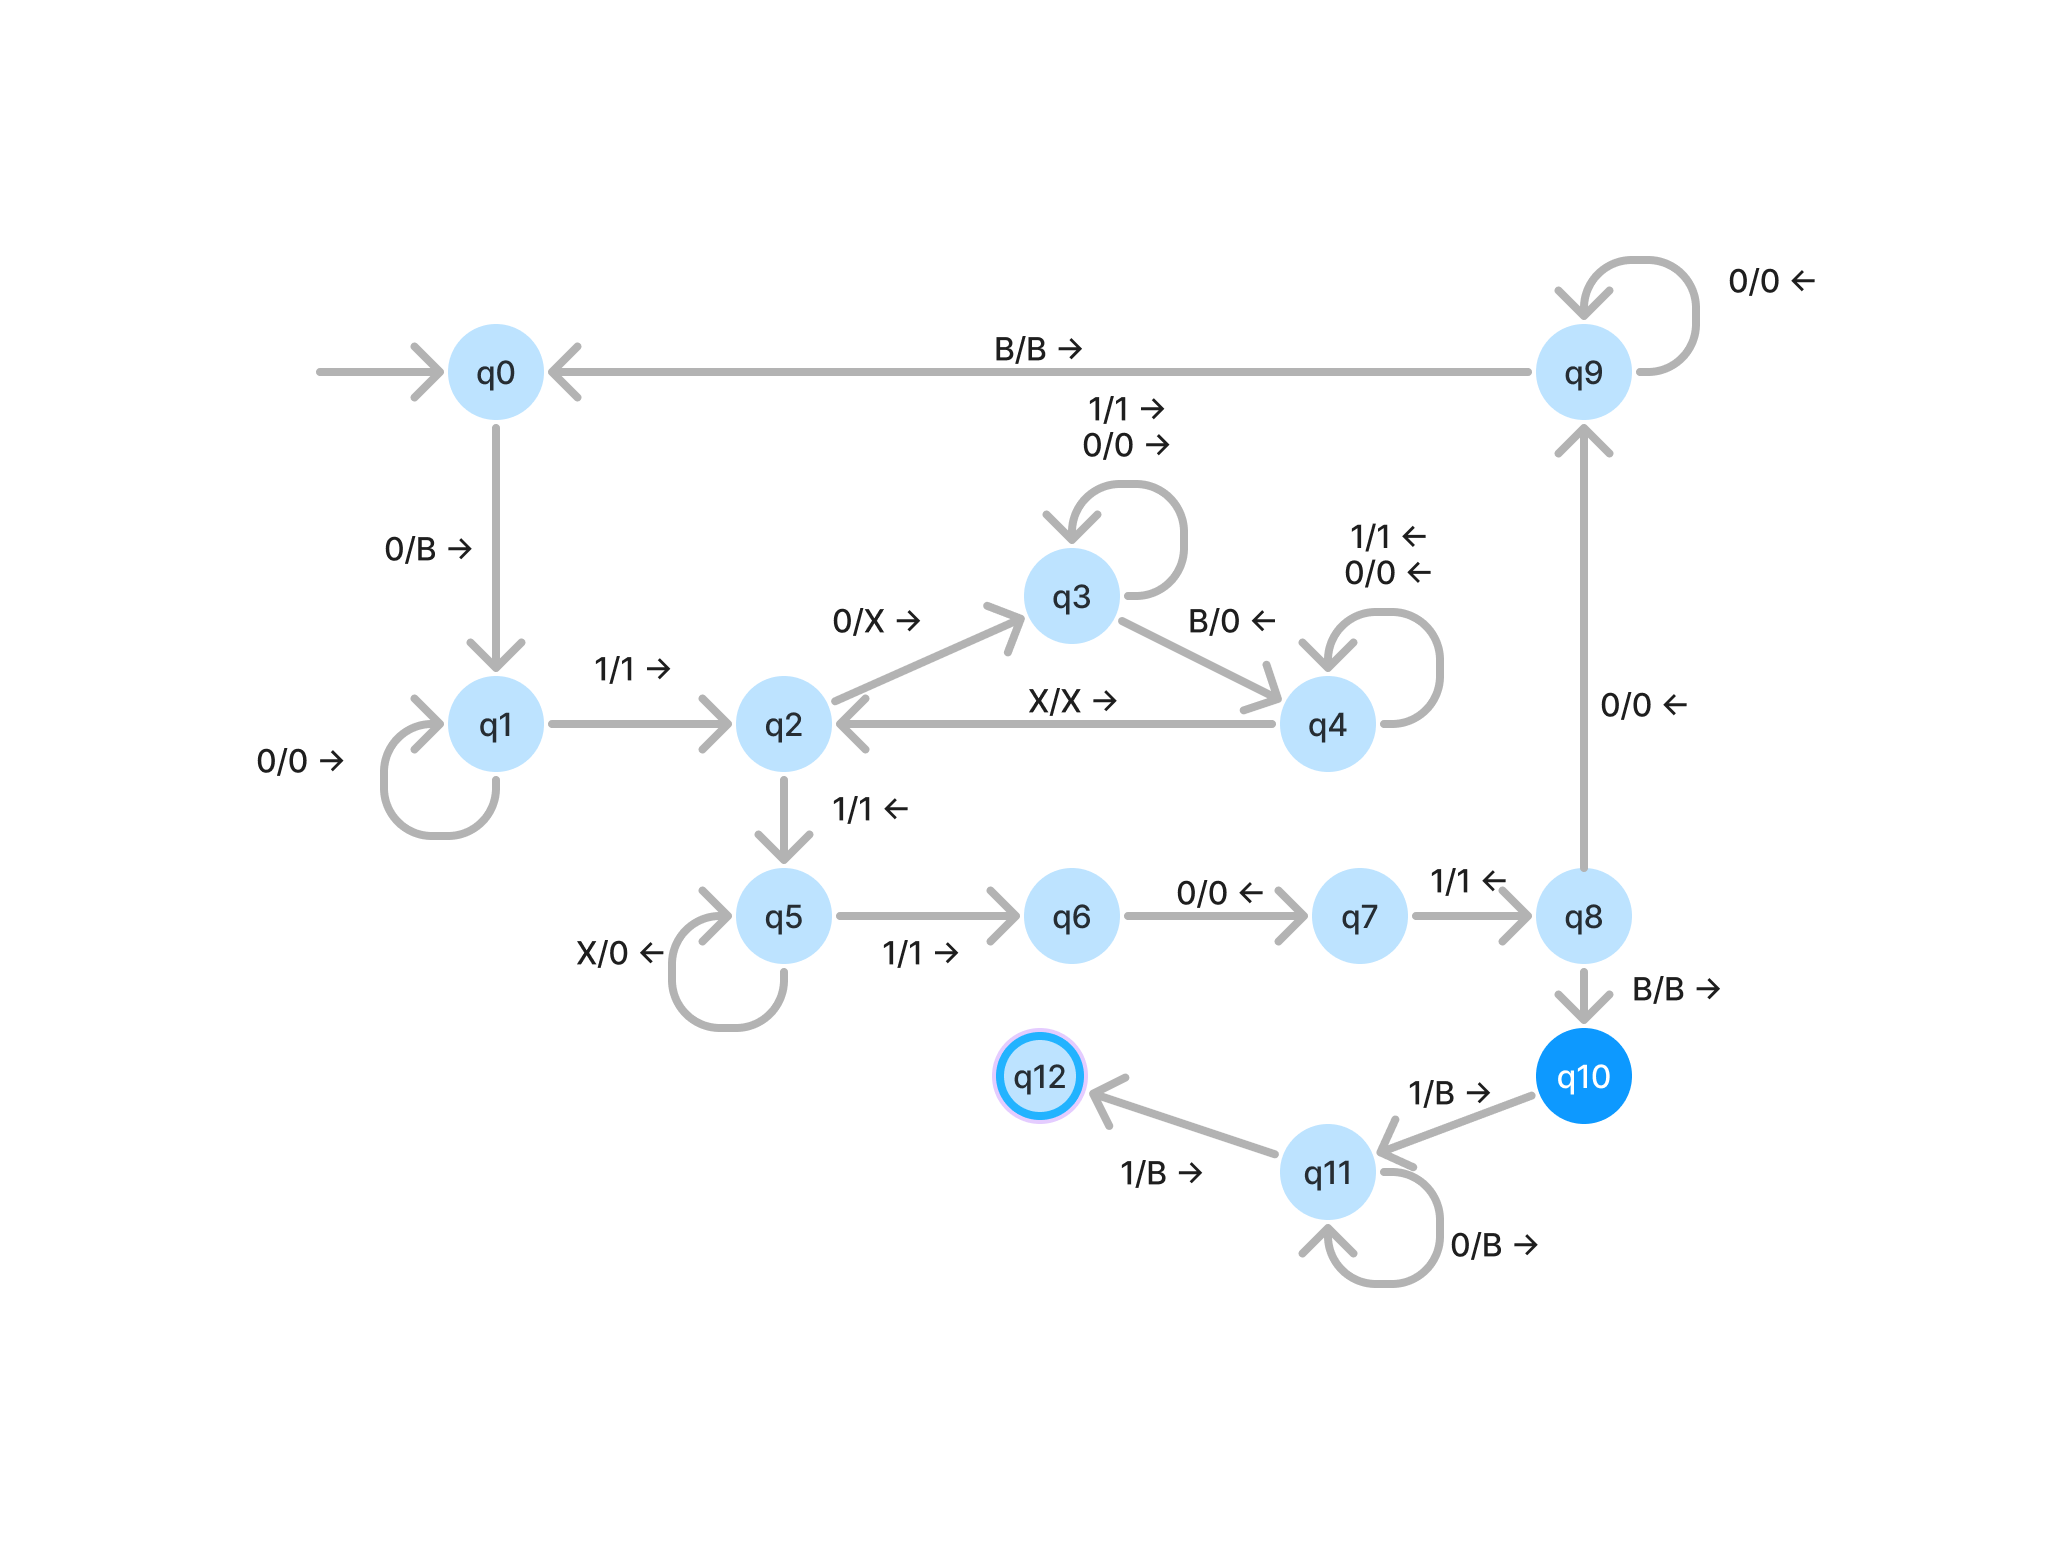 0/0 ←
B/B →
q0
q9
1/1 →
0/0 →
1/1 ←
0/0 ←
0/B →
q3
0/X →
B/0 ←
1/1 →
X/X →
0/0 ←
q1
q2
q4
0/0 →
1/1 ←
1/1 ←
0/0 ←
q5
q6
q7
q8
X/0 ←
1/1 →
B/B →
q12
q10
1/B →
1/B →
q11
0/B →